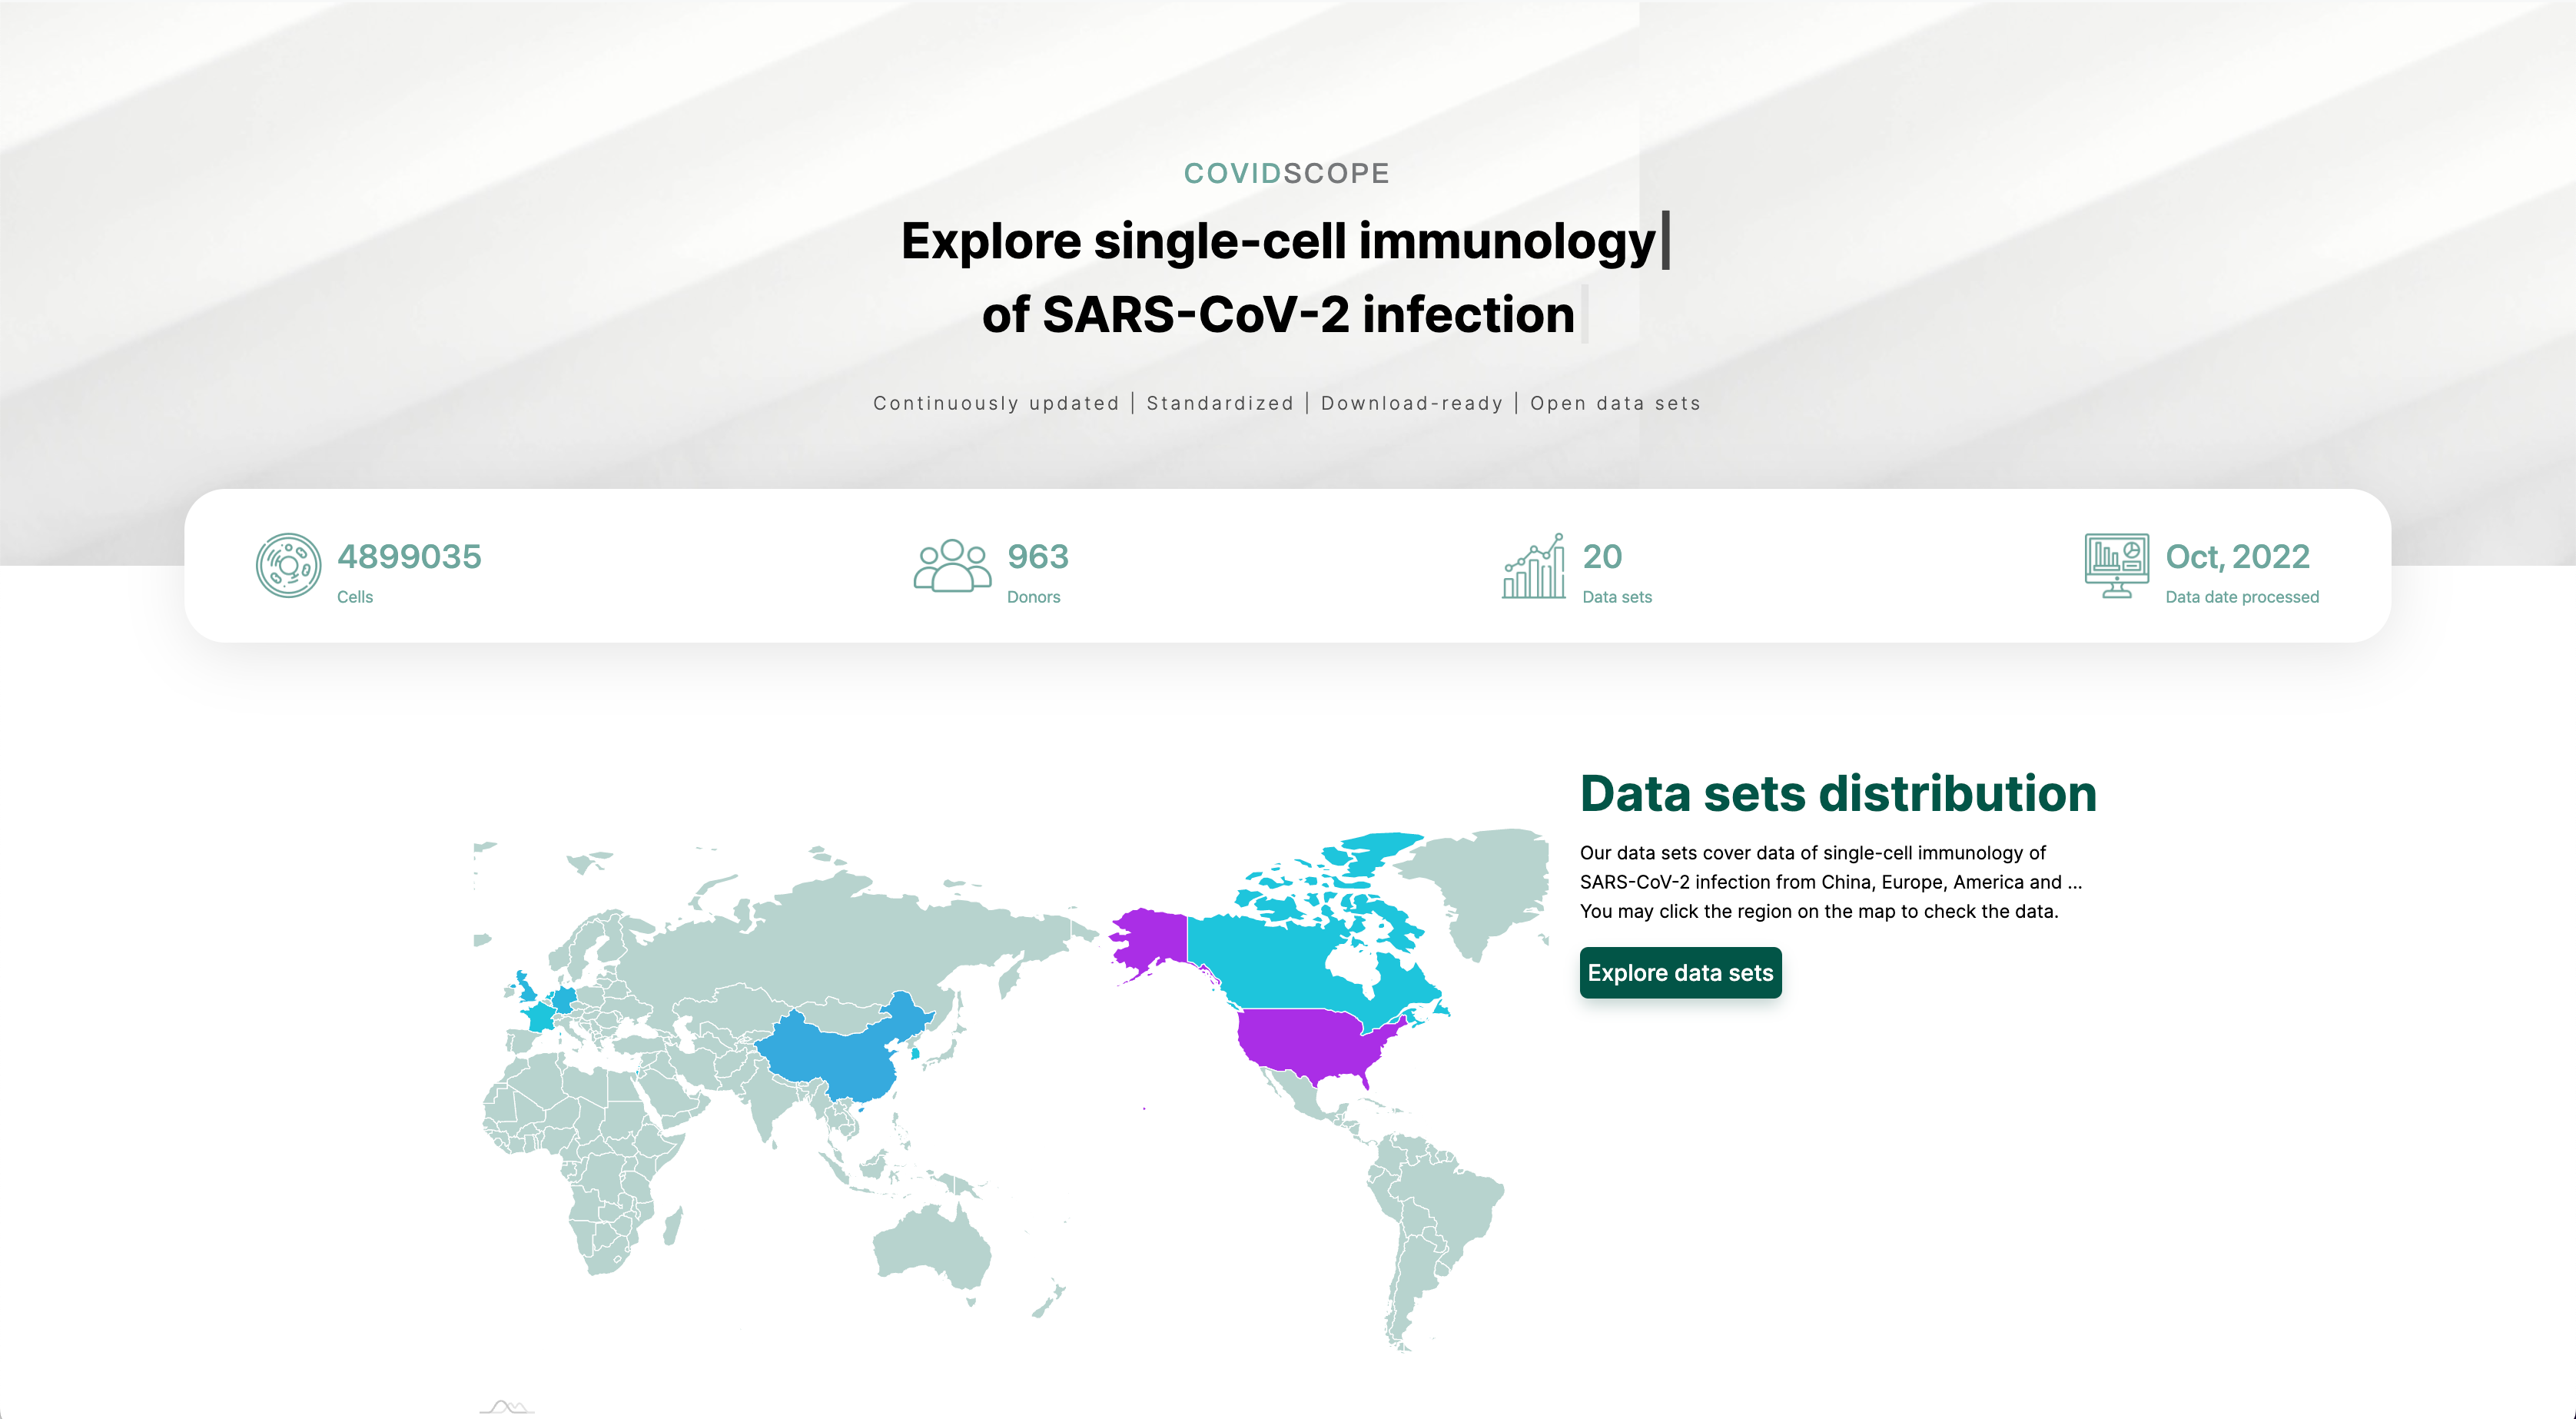 COVIDSCOPE
Explore single-cell immunology
of SARS-CoV-2 infection
Continuously updated | Standardized | Download-ready | Open data sets
4899035
Cells
963
Donors
20
Data sets
Oct, 2022
Data date processed
Data sets distribution
Our data sets cover data of single-cell immunology of
SARS-CoV-2 infection from China, Europe, America and ...
You may click the region on the map to check the data.
Explore data sets